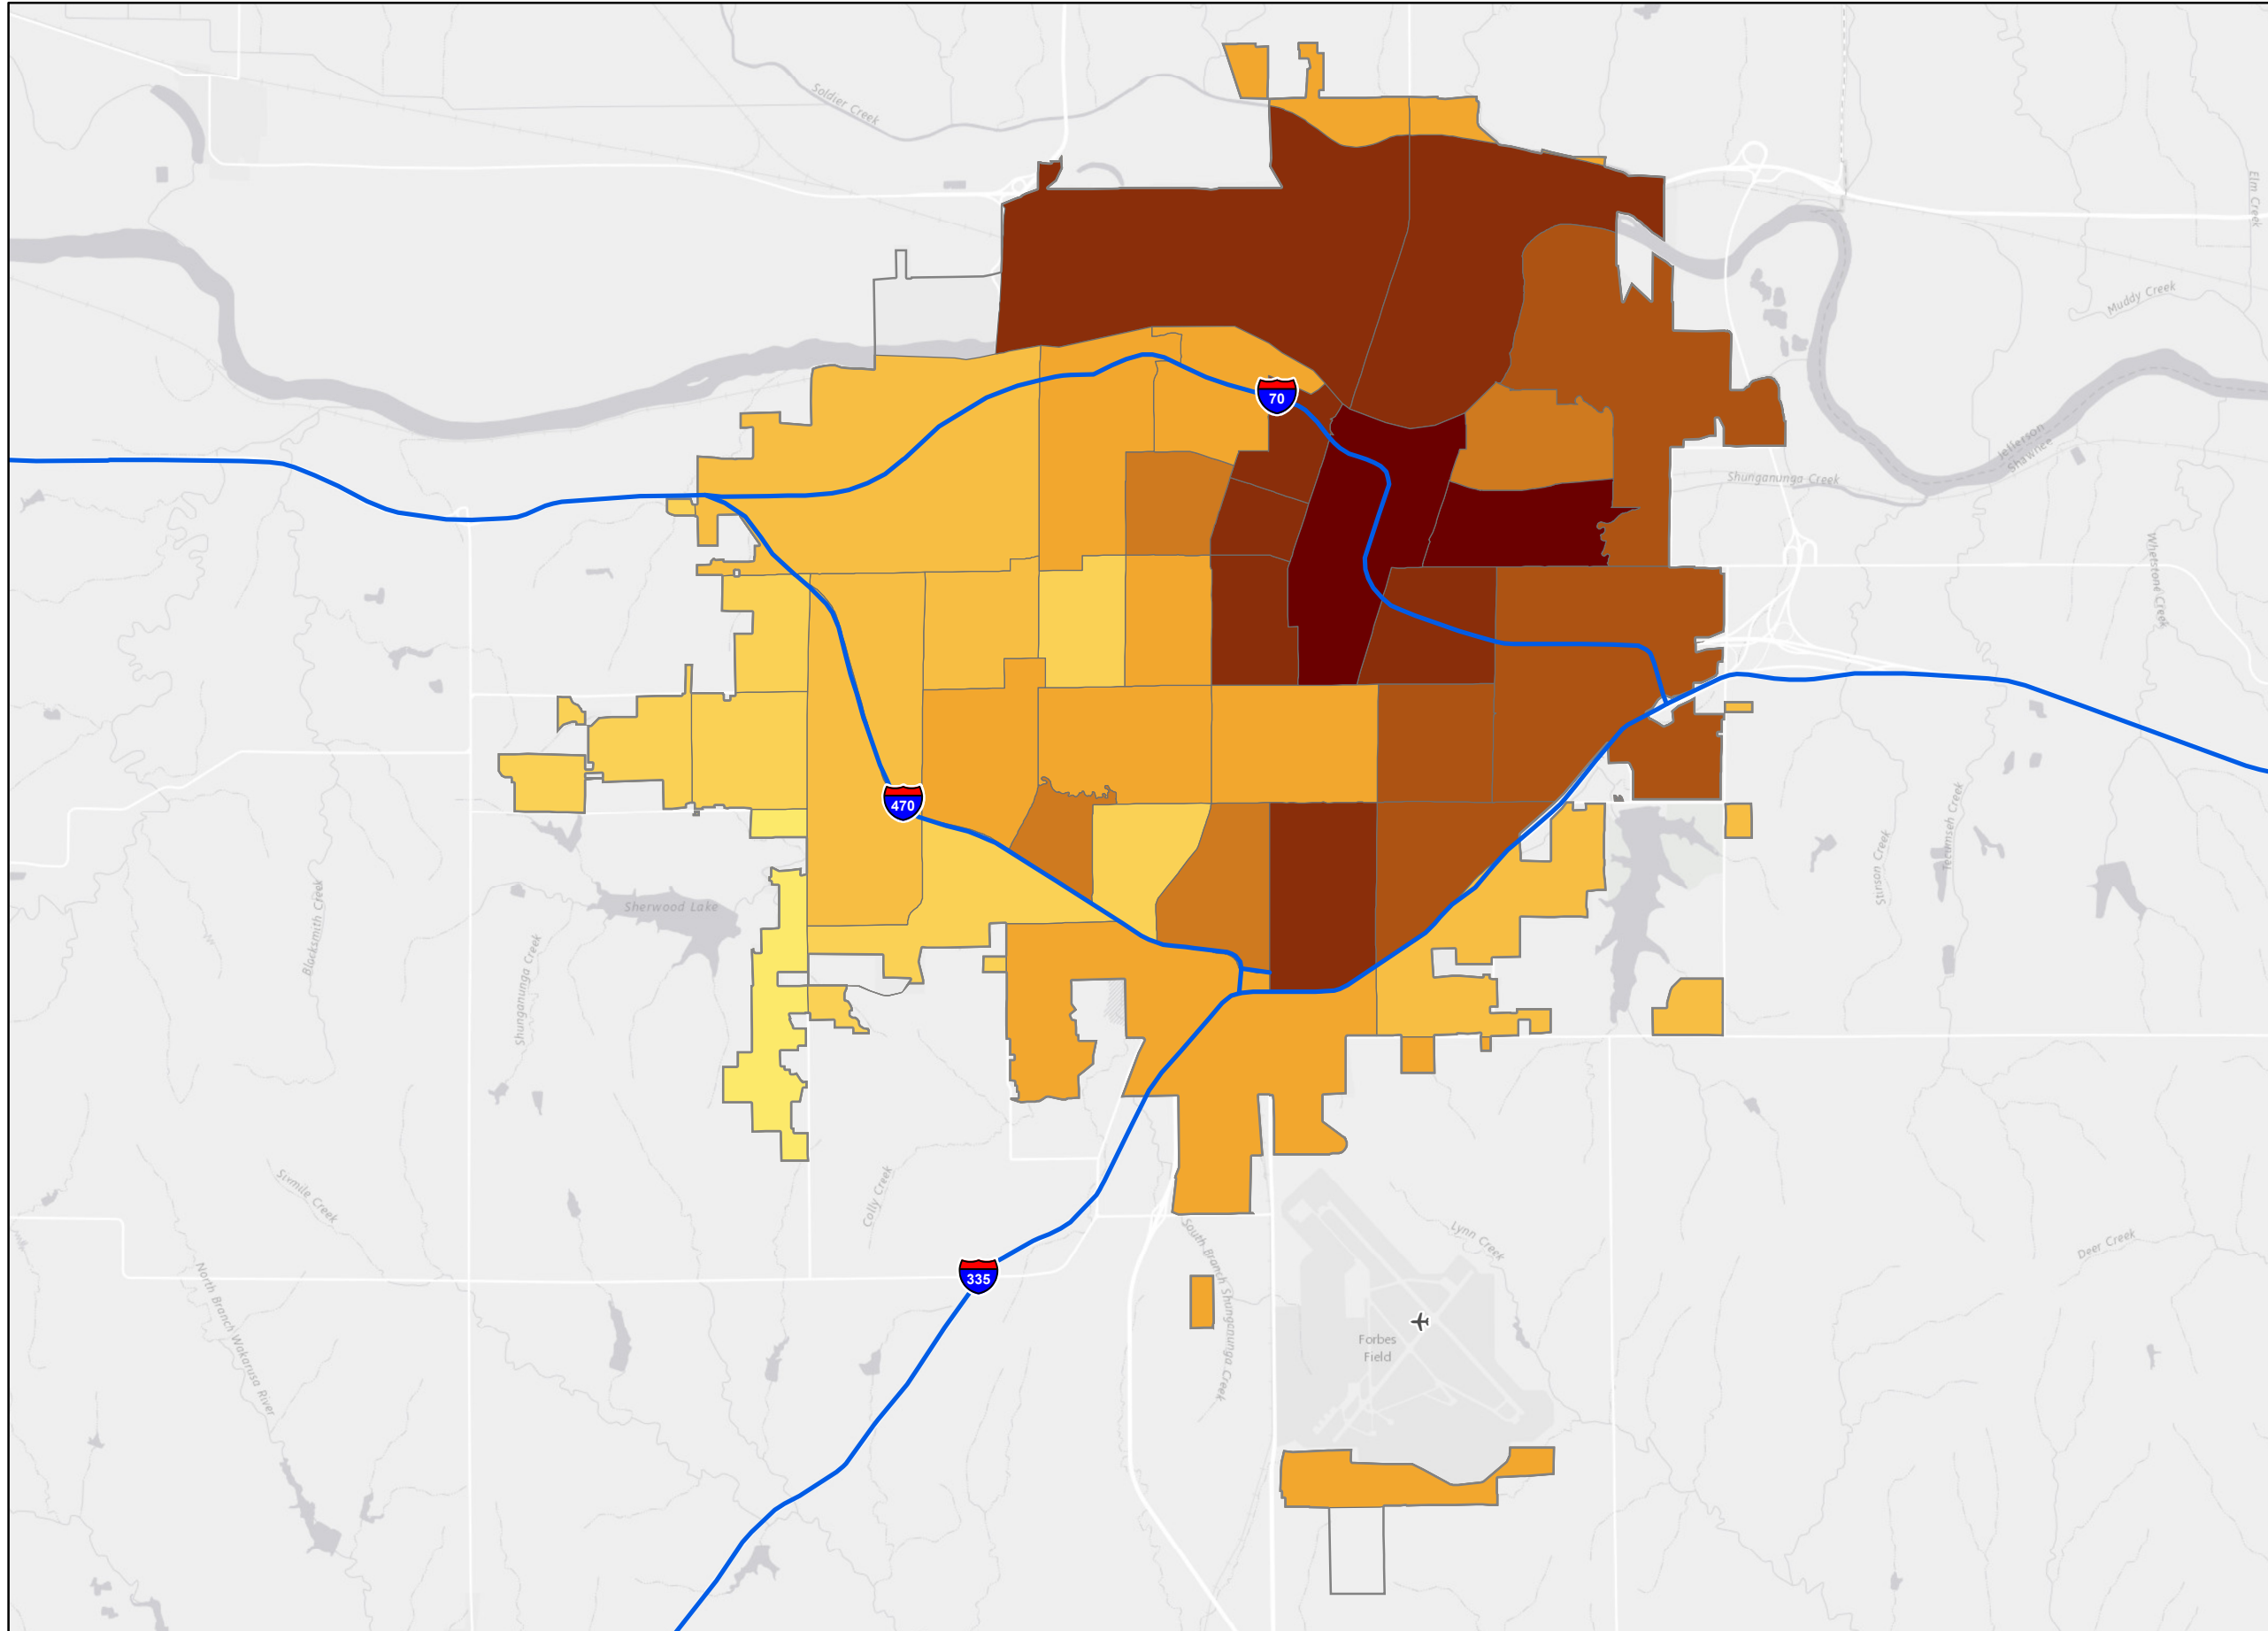 Soldier Creek
Elm Creek
Muddy Creek
70
Jefferson
Shawnee
Shunganunga Creek
Whetstone Creek
470
Stinson Creek
Tecumseh Creek
Blacksmith Creek
Sherwood Lake
Shunganunga Creek
Sixmile Creek
Colly Creek
South Branch Shunganunga Creek
Lynn Creek
Deer Creek
North Branch Wakarusa River
335
Forbes
Field